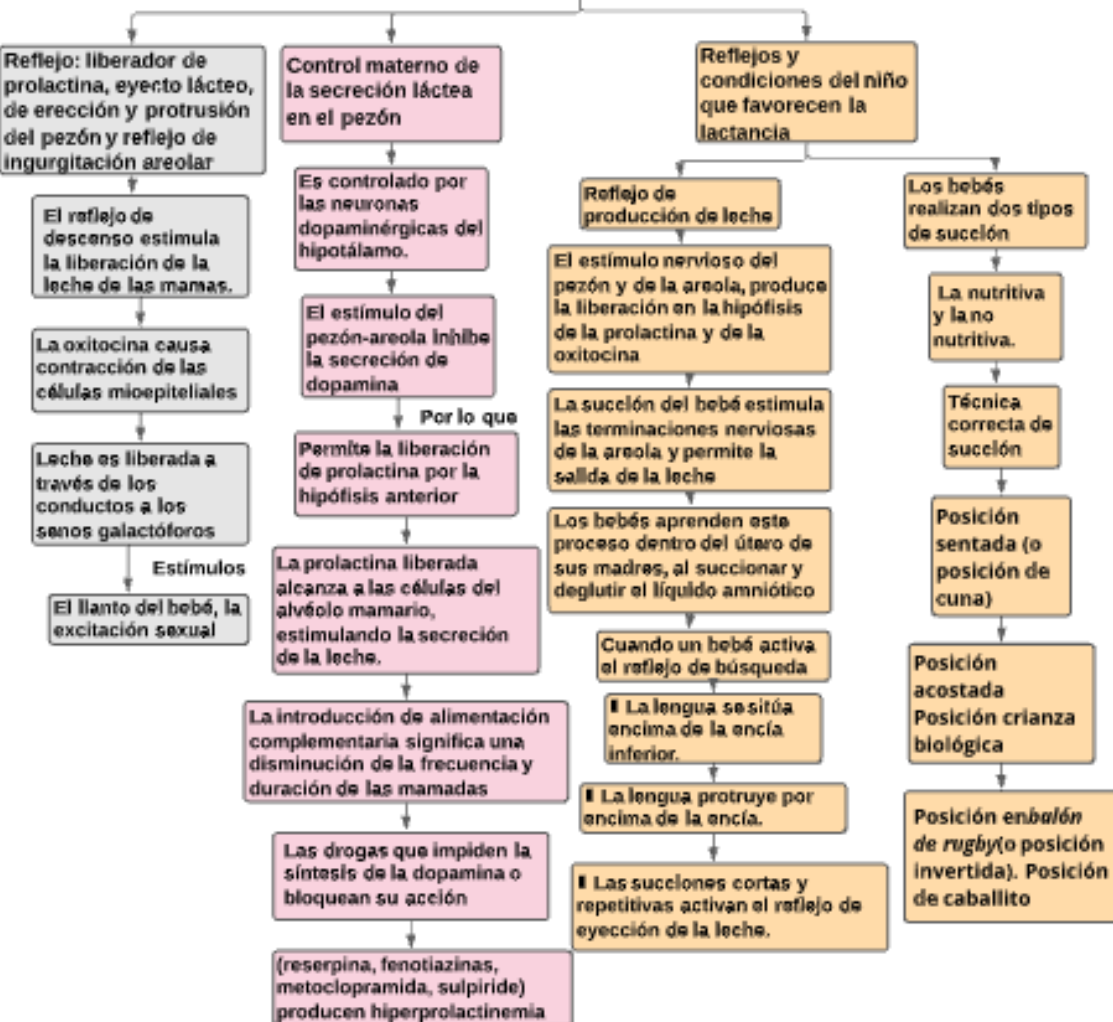 Reflejo: liberador de
prolactina, eyecto lácteo,
de erección y protrusión
del pezón y reflejo de
ingurgitación areolar
El reflejo de
descenso estimula
la liberación de la
leche de las mamas.
La oxitocina causa
contracción de las
células mioepiteliales
Leche es liberada a
través de los
conductos a los
senos galactóforos
Estímulos
El llanto del bebé, la
excitación sexual
Control materno de
la secreción láctea
en el pezón
Es controlado por
las neuronas
dopaminérgicas del
hipotálamo.
El estímulo del
pezón-areola inhibe
la secreción de
dopamina
Por lo que
Permite la liberación
de prolactina por la
hipófisis anterior
La prolactina liberada
alcanza a las células del
alvéolo mamario,
estimulando la secreción
de la leche.
La introducción de alimentación
complementaria significa una
disminución de la frecuencia y
duración de las mamadas
Las drogas que impiden la
síntesis de la dopamina o
bloquean su acción
(reserpina, fenotiazinas,
metoclopramida, sulpiride)
producen hiperprolactinemia
Reflejos y
condiciones del niño
que favorecen la
lactancia
Reflejo de
producción de leche
El estímulo nervioso del
pezón y de la areola, produce
la liberación en la hipófisis
de la prolactina y de la
oxitocina
La succión del bebé estimula
las terminaciones nerviosas
de la areola y permite la
salida de la leche
Los bebés aprenden este
proceso dentro del útero de
sus madres, al succionar y
deglutir el líquido amniótico
Cuando un bebé activa
el reflejo de búsqueda
▮ La lengua se sitúa
encima de la encía
inferior.
▮ La lengua protruye por
encima de la encía.
▮ Las succiones cortas y
repetitivas activan el reflejo de
eyección de la leche.
Los bebés
realizan dos tipos
de succión
La nutritiva
y la no
nutritiva.
Técnica
correcta de
succión
Posición
sentada (o
posición de
cuna)
Posición
acostada
Posición crianza
biológica
Posición enbalón
de rugby(o posición
invertida). Posición
de caballito